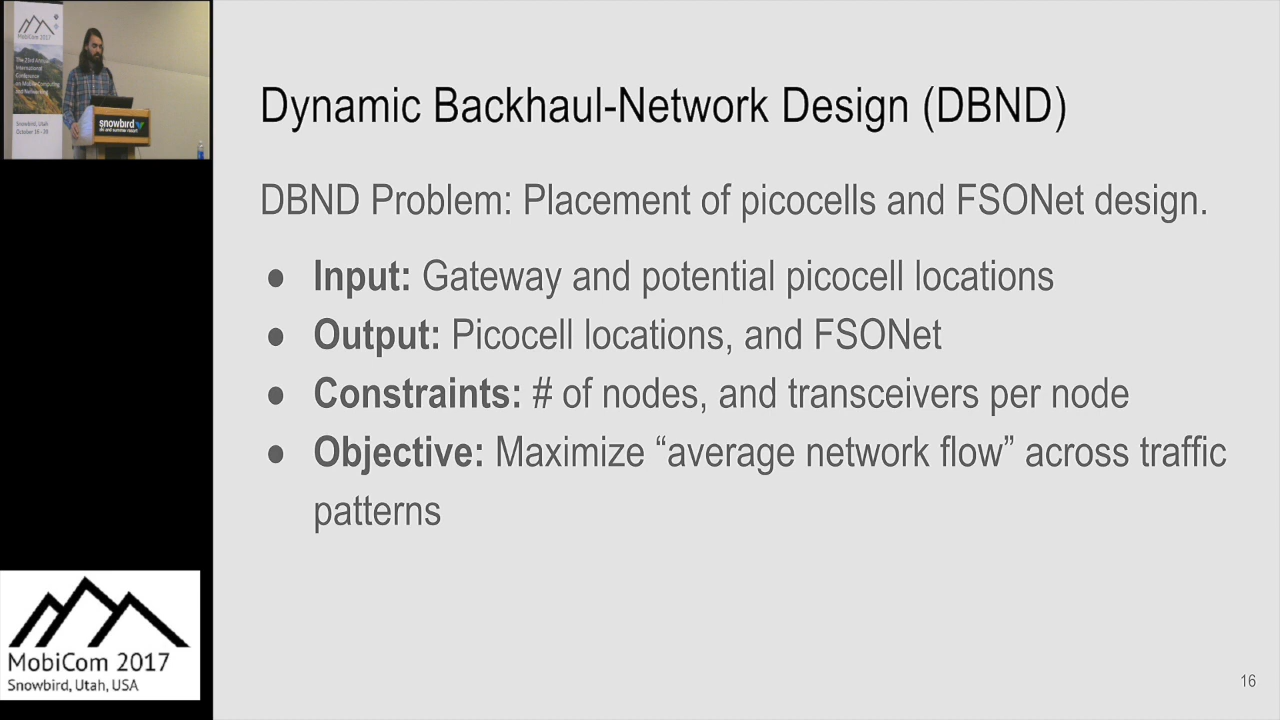 MobiCom 2017
The 23rd Annual
International
Conference
on Mobile Computing
and Networking
Snowbird, Utah
October 16 - 20
snowbird
ski and summer resort
Dynamic Backhaul-Network Design (DBND)
DBND Problem: Placement of picocells and FSONet design.
● Input: Gateway and potential picocell locations
● Output: Picocell locations, and FSONet
● Constraints: # of nodes, and transceivers per node
● Objective: Maximize “average network flow” across traffic
patterns
MobiCom 2017
Snowbird, Utah, USA
16